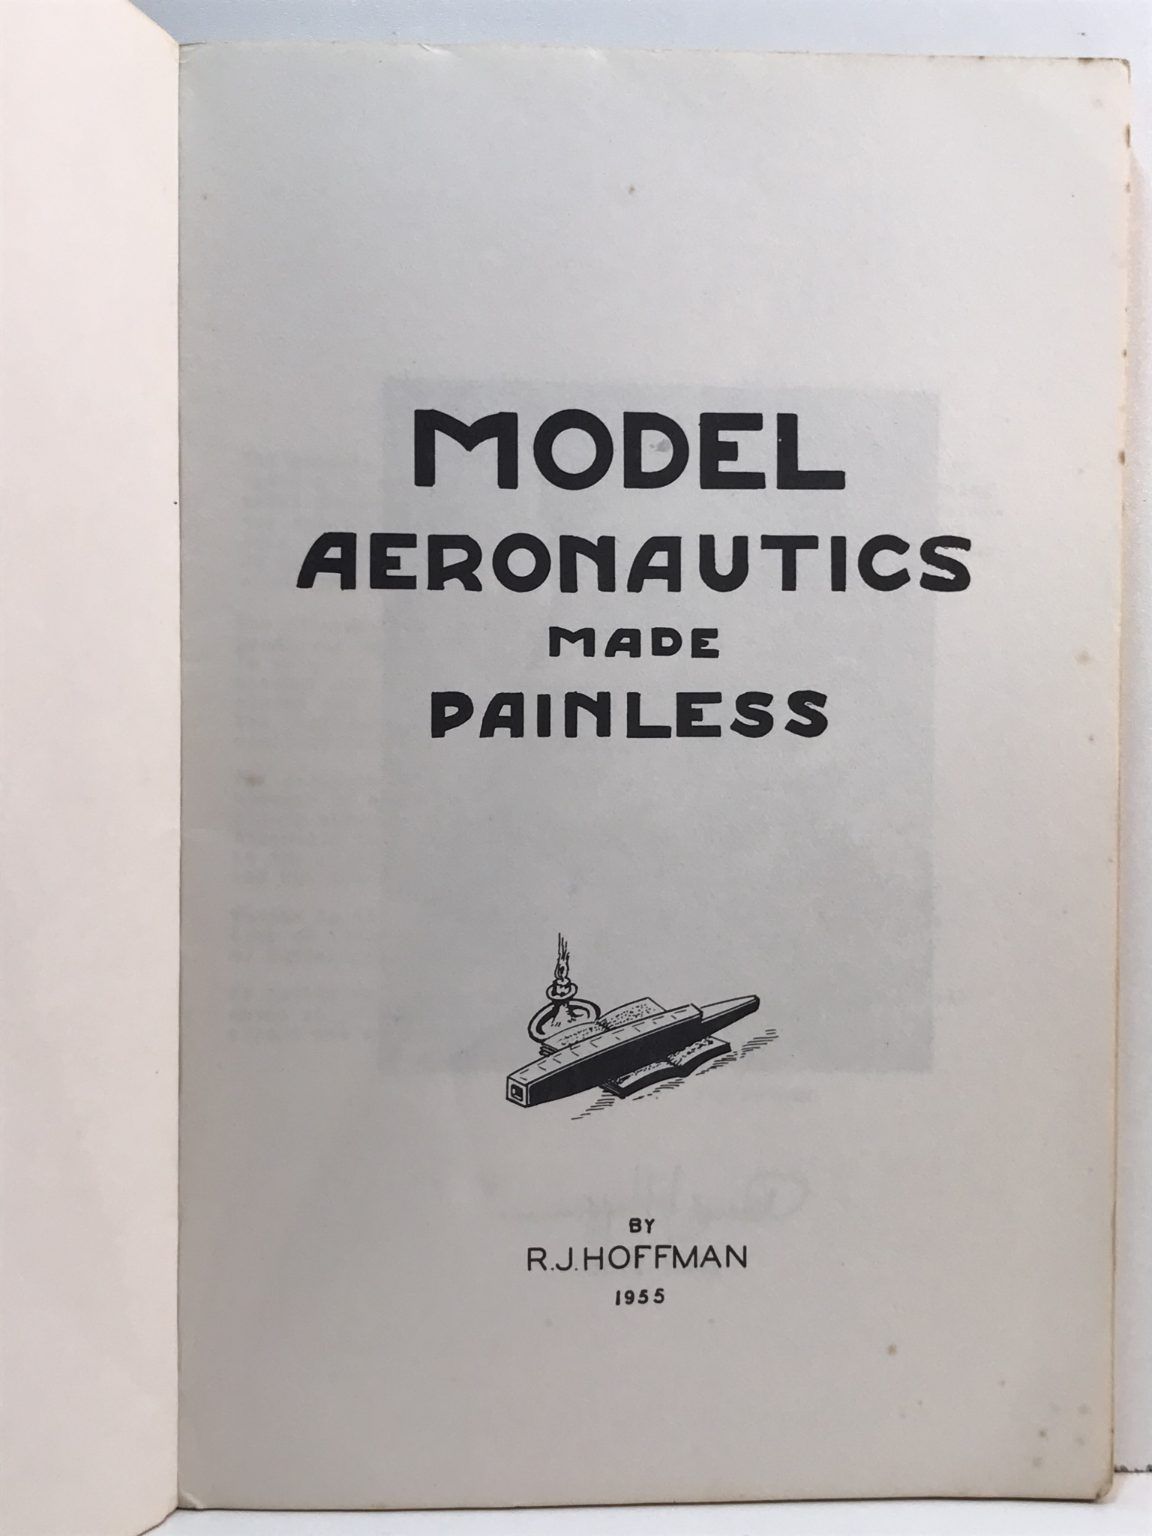 MODEL
AERONAUTICS
MADE
PAINLESS
BY
R.J. HOFFMAN
1955